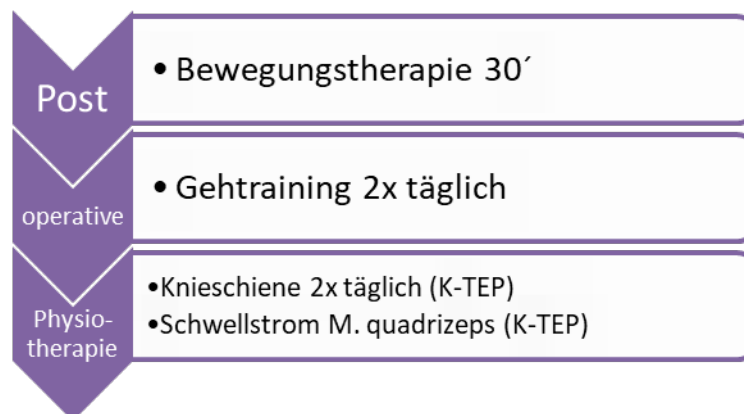 Post
• Bewegungstherapie 30´
operative
• Gehtraining 2x täglich
Physio-
therapie
•Knieschiene 2x täglich (K-TEP)
•Schwellstrom M. quadrizeps (K-TEP)